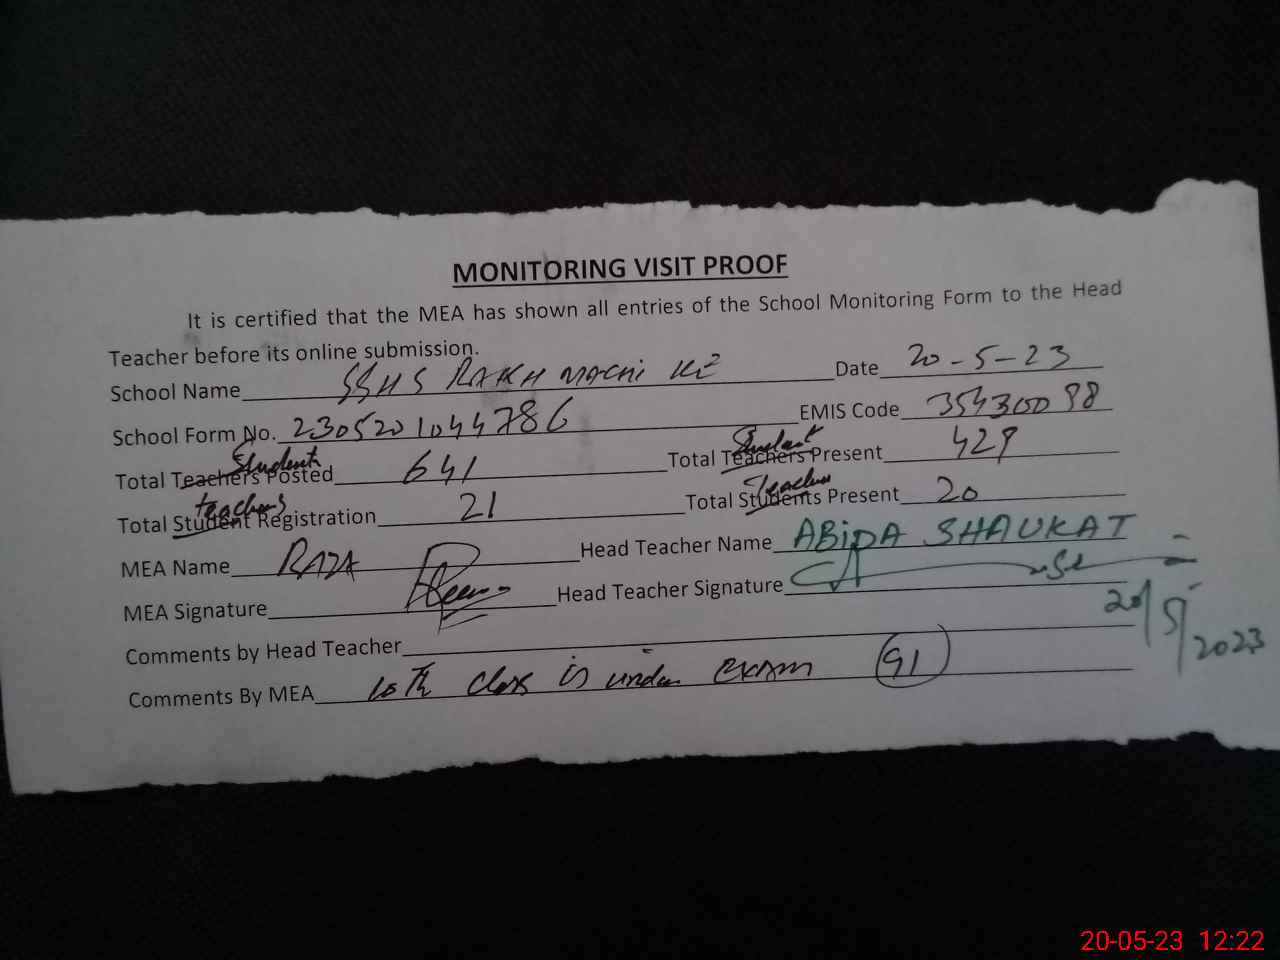 MONITORING VISIT PROOF
It is certified that the MEA has shown all entries of the School Monitoring Form to the Head
Teacher before its online submission.
School Name GGHS RAKH MACHI KE Date 20-5-23
School Form No. 2305201044786 EMIS Code 35430098
Students Student
Total Teachers Posted 641 Total Teachers Present 429
teachers Teachers
Total Student Registration 21 Total Students Present 20
MEA Name RAZA Head Teacher Name ABiDA SHAUKAT
MEA Signature Head Teacher Signature
20/5/2023
Comments by Head Teacher
Comments By MEA 10th class is under exam (91)
20-05-23 12:22